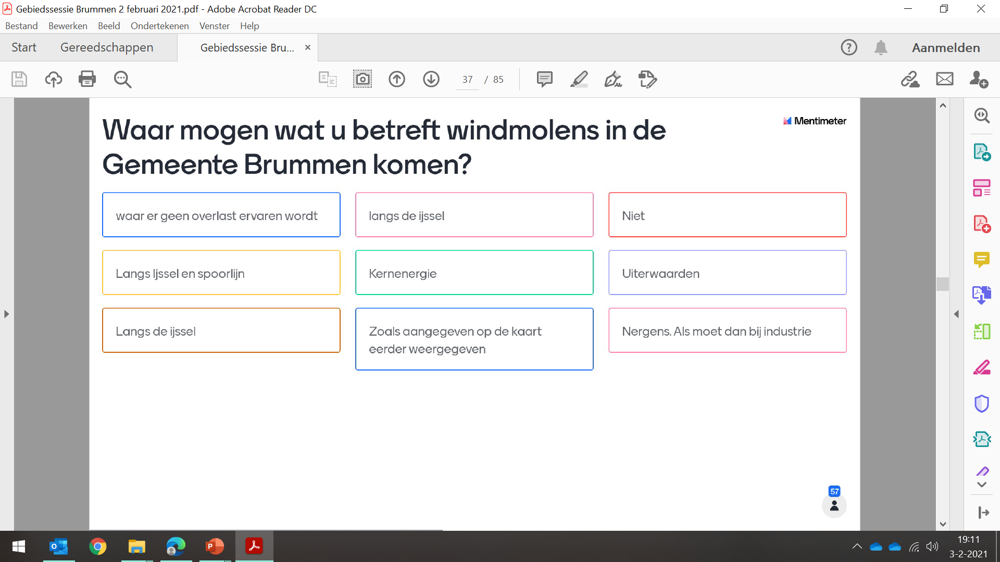 Gebiedssessie Brummen 2 februari 2021.pdf - Adobe Acrobat Reader DC
Bestand Bewerken Beeld Ondertekenen Venster Help
Start Gereedschappen Gebiedssessie Bru... × Aanmelden
37 / 85
Waar mogen wat u betreft windmolens in de
Gemeente Brummen komen?
Mentimeter
waar er geen overlast ervaren wordt
langs de ijssel
Niet
Langs Ijssel en spoorlijn
Kernenergie
Uiterwaarden
Langs de ijssel
Zoals aangegeven op de kaart
eerder weergegeven
Nergens. Als moet dan bij industrie
57
19:11
3-2-2021